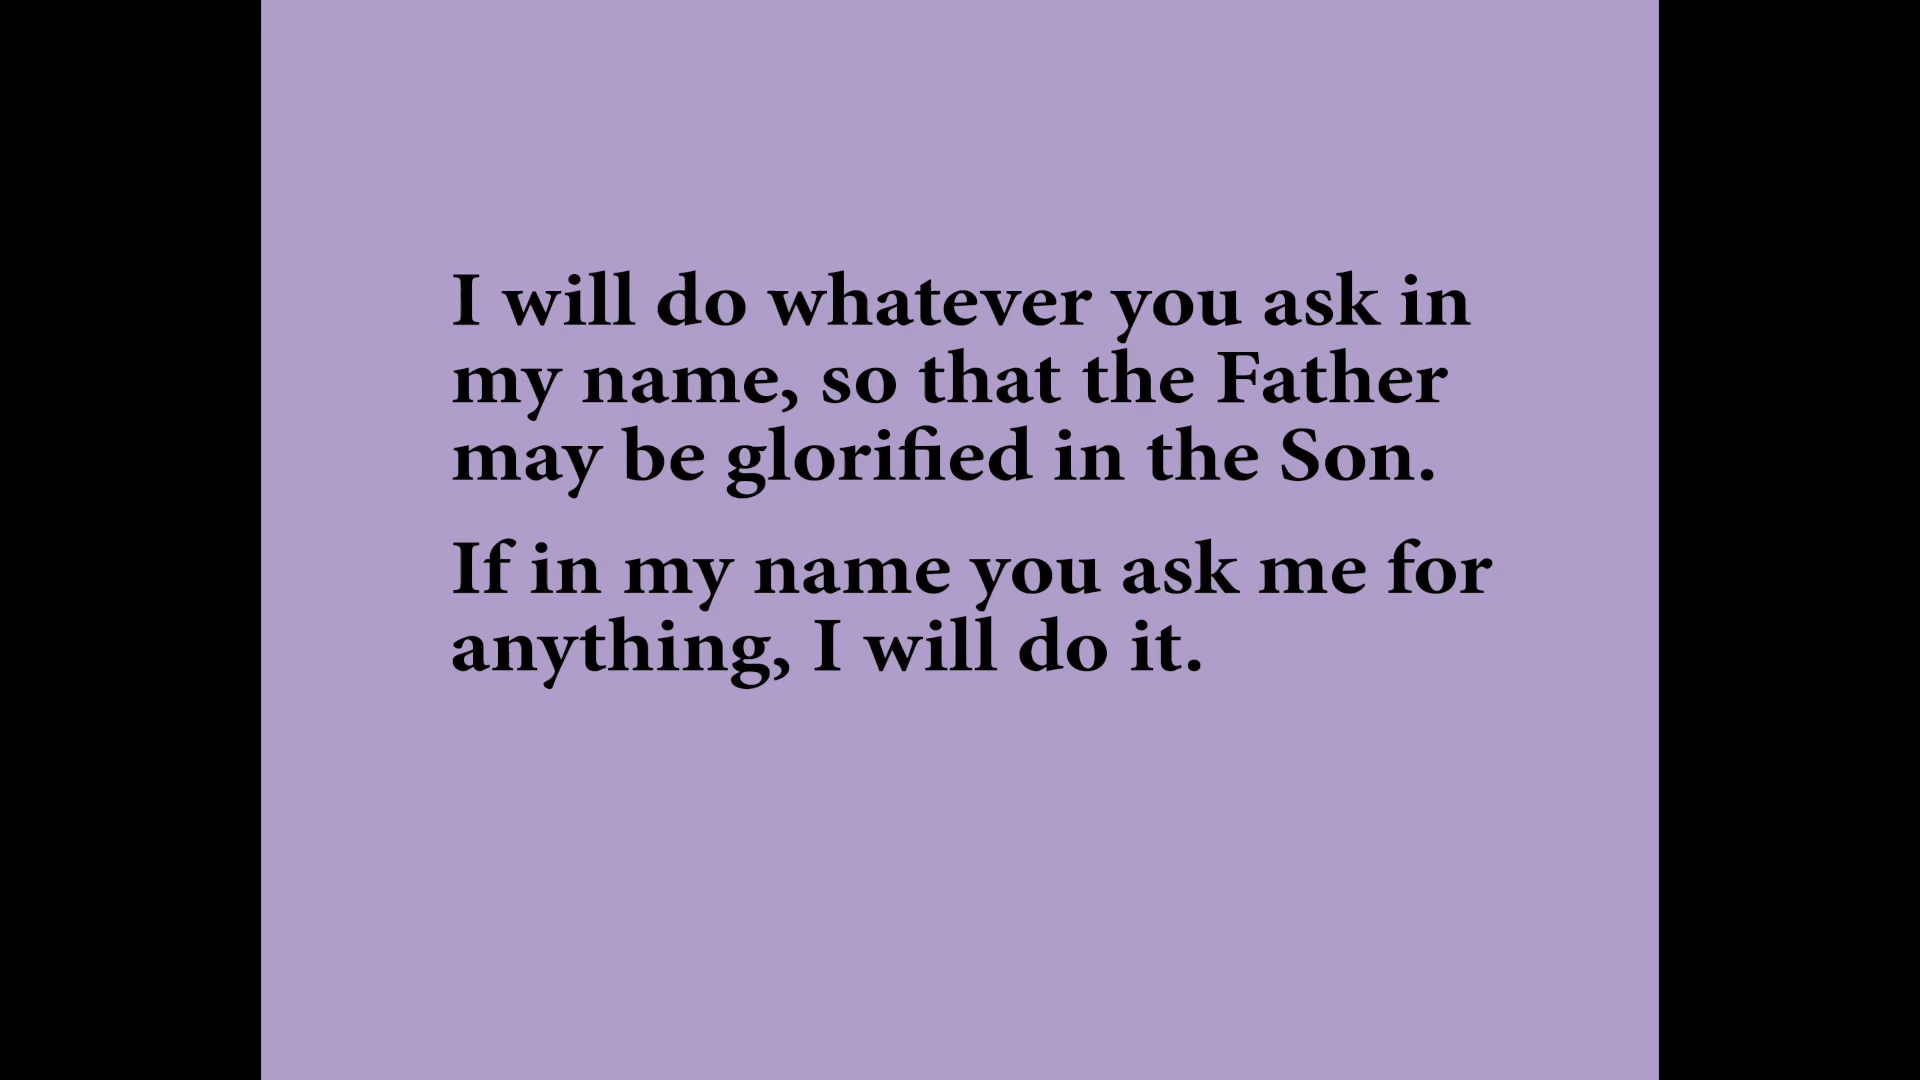 I will do whatever you ask in
my name, so that the Father
may be glorified in the Son.
If in my name you ask me for
anything, I will do it.